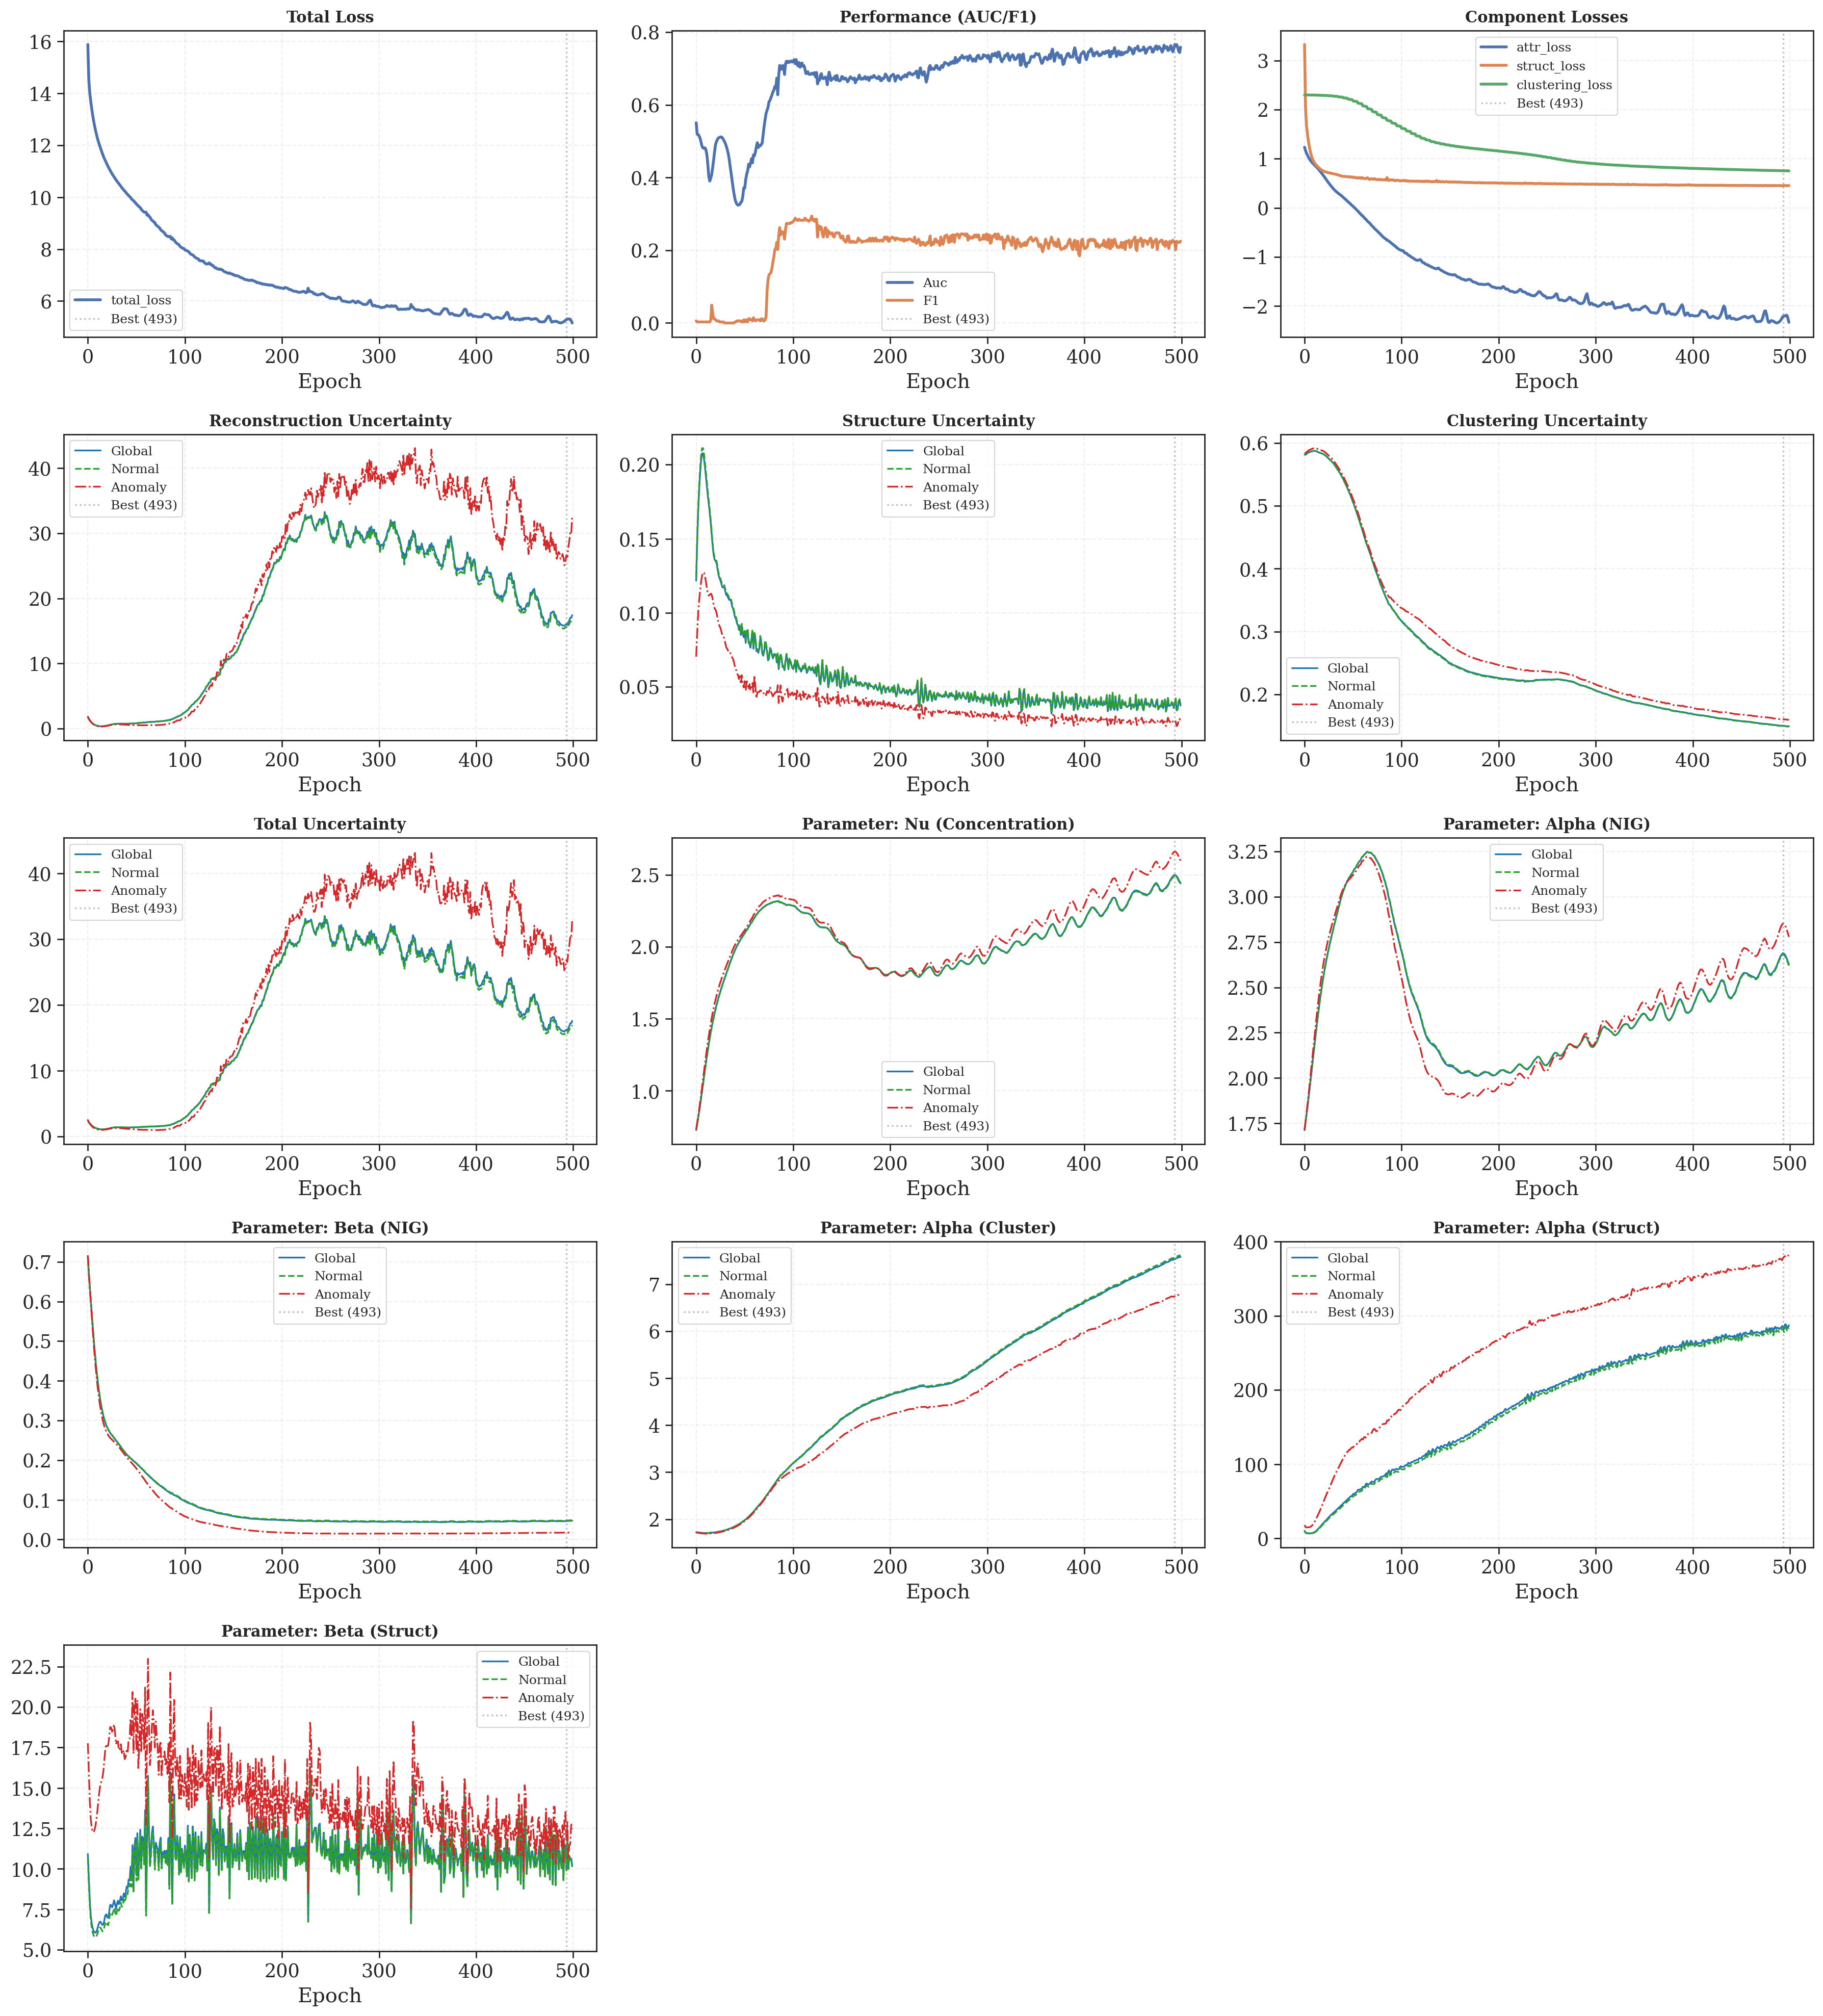 Total Loss
16
14
12
10
8
6
total_loss
Best (493)
0 100 200 300 400 500
Epoch
Performance (AUC/F1)
0.8
0.6
0.4
0.2
0.0
Auc
F1
Best (493)
0 100 200 300 400 500
Epoch
Component Losses
3
2
1
0
−1
−2
attr_loss
struct_loss
clustering_loss
Best (493)
0 100 200 300 400 500
Epoch
Reconstruction Uncertainty
40
30
20
10
0
Global
Normal
Anomaly
Best (493)
0 100 200 300 400 500
Epoch
Structure Uncertainty
0.20
0.15
0.10
0.05
Global
Normal
Anomaly
Best (493)
0 100 200 300 400 500
Epoch
Clustering Uncertainty
0.6
0.5
0.4
0.3
0.2
Global
Normal
Anomaly
Best (493)
0 100 200 300 400 500
Epoch
Total Uncertainty
40
30
20
10
0
Global
Normal
Anomaly
Best (493)
0 100 200 300 400 500
Epoch
Parameter: Nu (Concentration)
2.5
2.0
1.5
1.0
Global
Normal
Anomaly
Best (493)
0 100 200 300 400 500
Epoch
Parameter: Alpha (NIG)
3.25
3.00
2.75
2.50
2.25
2.00
1.75
Global
Normal
Anomaly
Best (493)
0 100 200 300 400 500
Epoch
Parameter: Beta (NIG)
0.7
0.6
0.5
0.4
0.3
0.2
0.1
0.0
Global
Normal
Anomaly
Best (493)
0 100 200 300 400 500
Epoch
Parameter: Alpha (Cluster)
7
6
5
4
3
2
Global
Normal
Anomaly
Best (493)
0 100 200 300 400 500
Epoch
Parameter: Alpha (Struct)
400
300
200
100
0
Global
Normal
Anomaly
Best (493)
0 100 200 300 400 500
Epoch
Parameter: Beta (Struct)
22.5
20.0
17.5
15.0
12.5
10.0
7.5
5.0
Global
Normal
Anomaly
Best (493)
0 100 200 300 400 500
Epoch